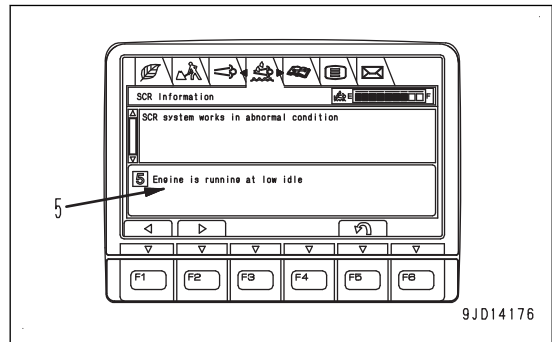 SCR Information
E F
SCR system works in abnormal condition
5 Engine is running at low idle
5
F1 F2 F3 F4 F5 F6
9JD14176